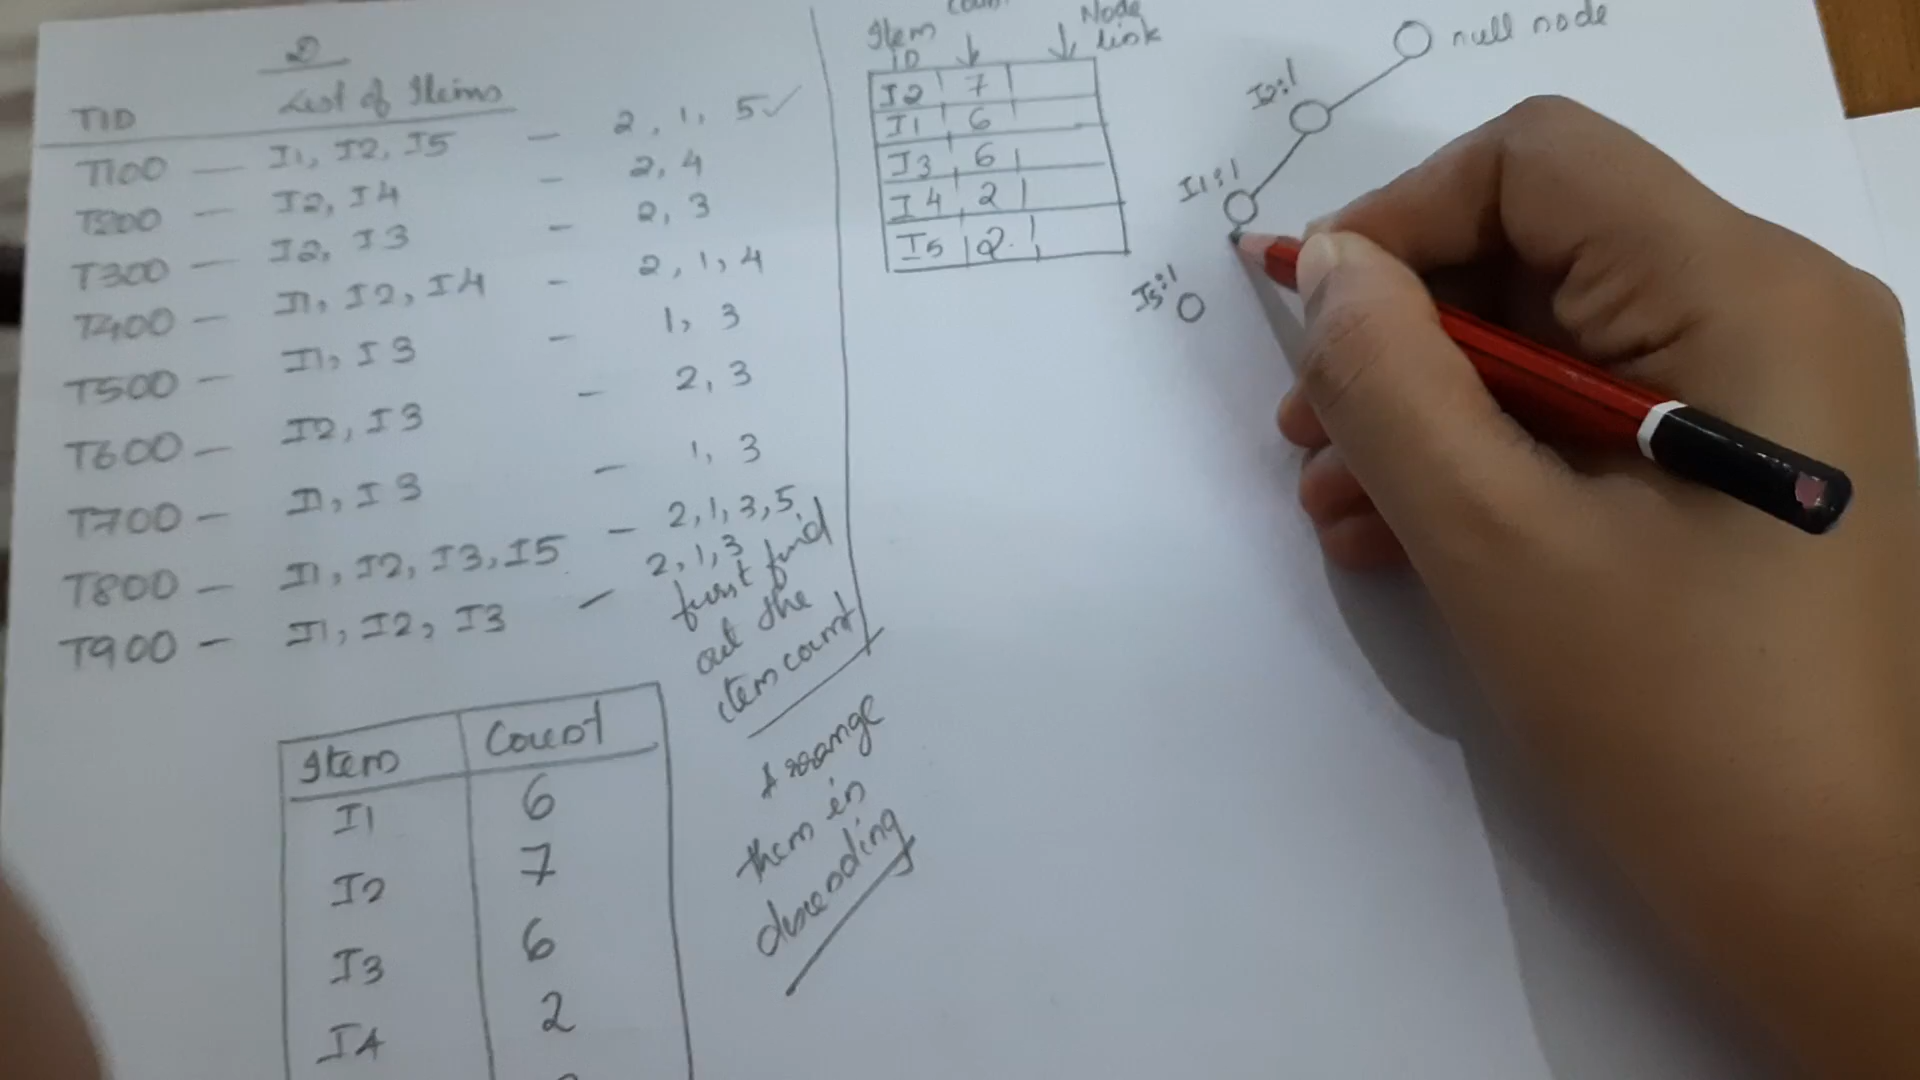 D
TID List of Items
T100 — I1, I2, I5 – 2, 1, 5 ✓
T200 – I2, I4 – 2, 4
T300 – I2, I3 – 2, 3
T400 – I1, I2, I4 – 2, 1, 4
T500 – I1, I3 – 1, 3
T600 – I2, I3 – 2, 3
T700 – I1, I3 – 1, 3
T800 – I1, I2, I3, I5 – 2, 1, 3, 5
T900 – I1, I2, I3 – 2, 1, 3
first find
out the
item count
Arrange
them in
descending
Item Count
I1 6
I2 7
I3 6
I4 2
Item ID Node link
I2 7
I1 6
I3 6
I4 2
I5 2
null node
I2:1
I1:1
I5:1